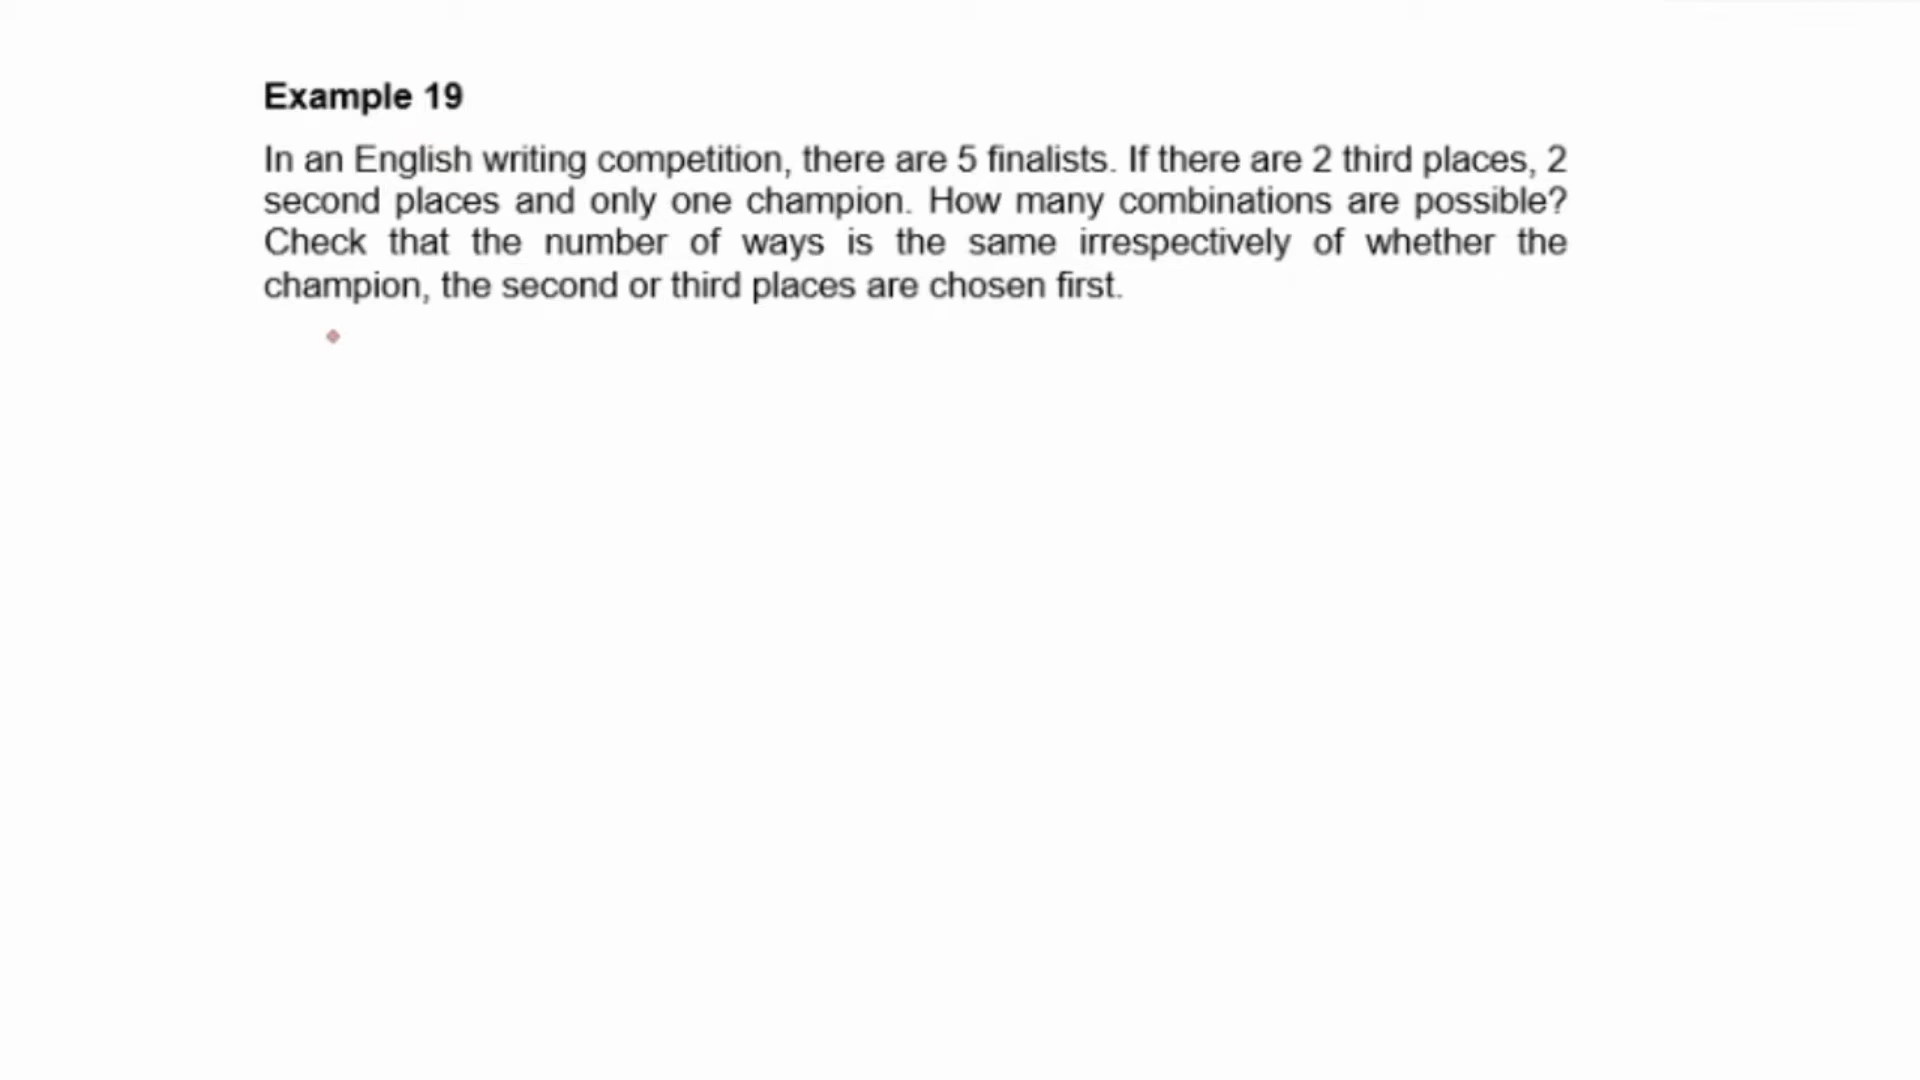 Example 19
In an English writing competition, there are 5 finalists. If there are 2 third places, 2
second places and only one champion. How many combinations are possible?
Check that the number of ways is the same irrespectively of whether the
champion, the second or third places are chosen first.